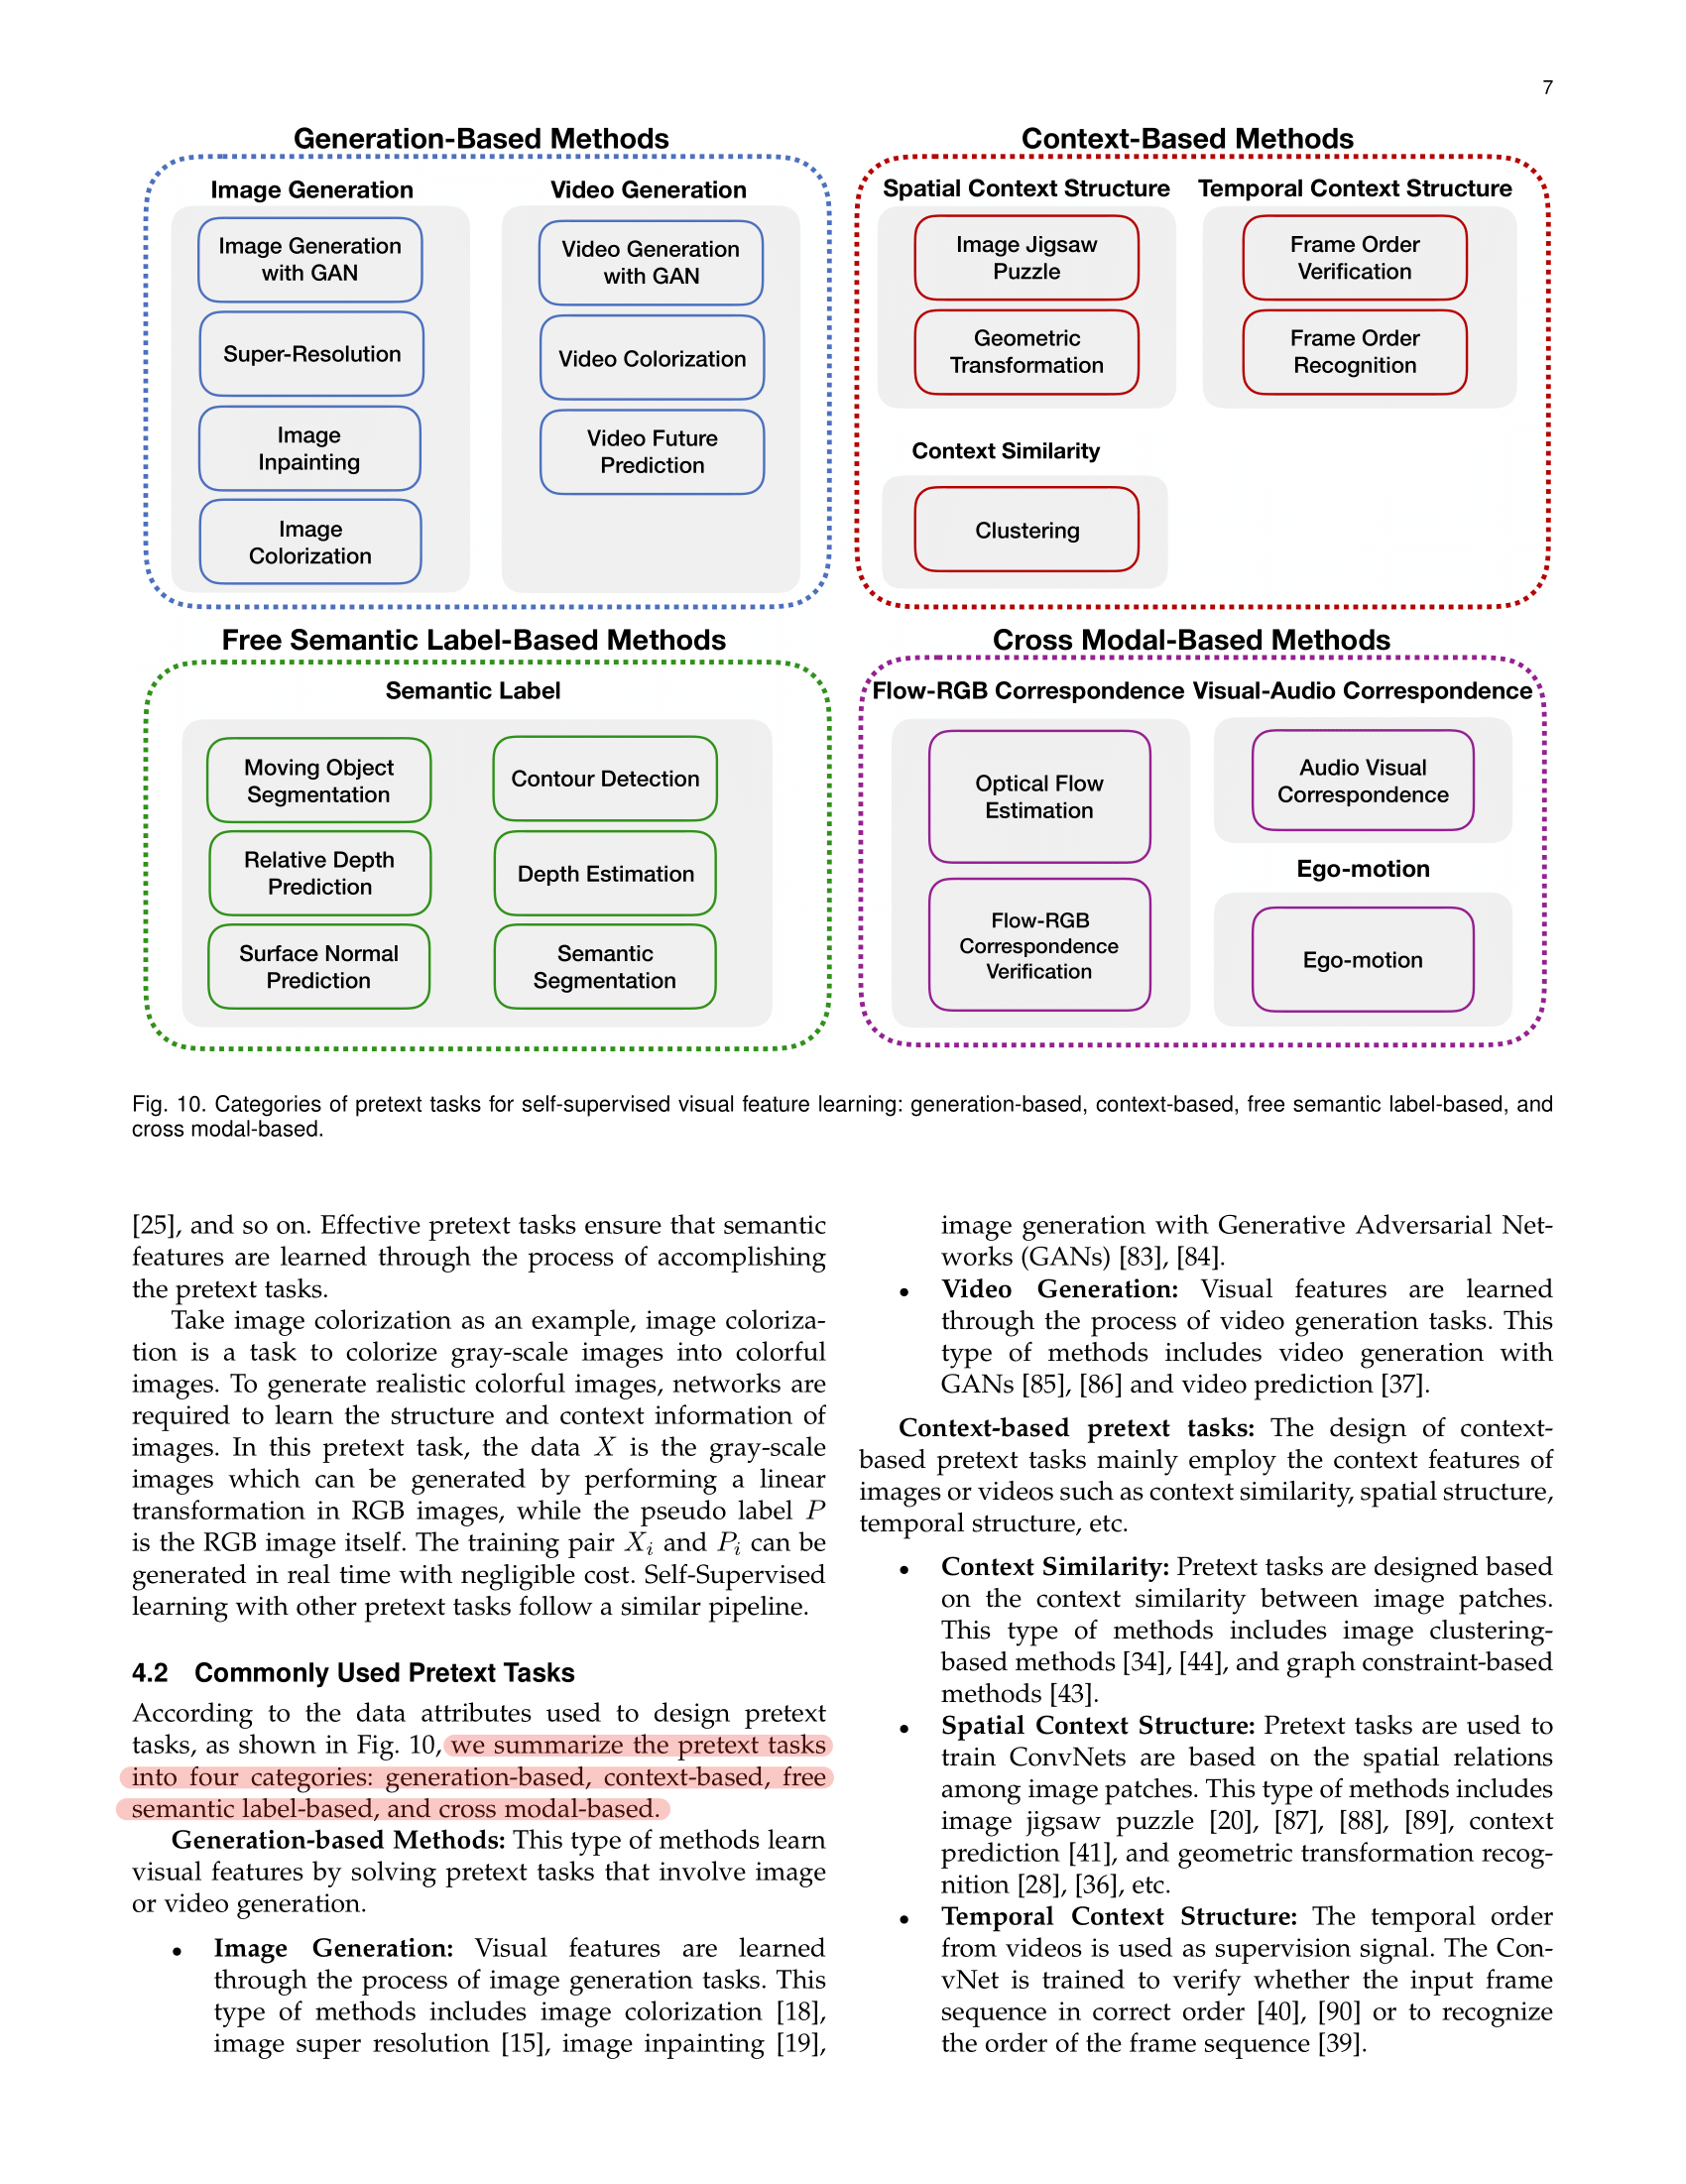 7
Generation-Based Methods
Image Generation
Image Generation
with GAN
Super-Resolution
Image
Inpainting
Image
Colorization
Video Generation
Video Generation
with GAN
Video Colorization
Video Future
Prediction
Context-Based Methods
Spatial Context Structure
Image Jigsaw
Puzzle
Geometric
Transformation
Temporal Context Structure
Frame Order
Verification
Frame Order
Recognition
Context Similarity
Clustering
Free Semantic Label-Based Methods
Semantic Label
Moving Object
Segmentation
Contour Detection
Relative Depth
Prediction
Depth Estimation
Surface Normal
Prediction
Semantic
Segmentation
Cross Modal-Based Methods
Flow-RGB Correspondence
Optical Flow
Estimation
Flow-RGB
Correspondence
Verification
Visual-Audio Correspondence
Audio Visual
Correspondence
Ego-motion
Ego-motion
Fig. 10. Categories of pretext tasks for self-supervised visual feature learning: generation-based, context-based, free semantic label-based, and
cross modal-based.
[25], and so on. Effective pretext tasks ensure that semantic
features are learned through the process of accomplishing
the pretext tasks.
Take image colorization as an example, image coloriza-
tion is a task to colorize gray-scale images into colorful
images. To generate realistic colorful images, networks are
required to learn the structure and context information of
images. In this pretext task, the data X is the gray-scale
images which can be generated by performing a linear
transformation in RGB images, while the pseudo label P
is the RGB image itself. The training pair Xi and Pi can be
generated in real time with negligible cost. Self-Supervised
learning with other pretext tasks follow a similar pipeline.
4.2 Commonly Used Pretext Tasks
According to the data attributes used to design pretext
tasks, as shown in Fig. 10, we summarize the pretext tasks
into four categories: generation-based, context-based, free
semantic label-based, and cross modal-based.
Generation-based Methods: This type of methods learn
visual features by solving pretext tasks that involve image
or video generation.
• Image Generation: Visual features are learned
through the process of image generation tasks. This
type of methods includes image colorization [18],
image super resolution [15], image inpainting [19],
image generation with Generative Adversarial Net-
works (GANs) [83], [84].
• Video Generation: Visual features are learned
through the process of video generation tasks. This
type of methods includes video generation with
GANs [85], [86] and video prediction [37].
Context-based pretext tasks: The design of context-
based pretext tasks mainly employ the context features of
images or videos such as context similarity, spatial structure,
temporal structure, etc.
• Context Similarity: Pretext tasks are designed based
on the context similarity between image patches.
This type of methods includes image clustering-
based methods [34], [44], and graph constraint-based
methods [43].
• Spatial Context Structure: Pretext tasks are used to
train ConvNets are based on the spatial relations
among image patches. This type of methods includes
image jigsaw puzzle [20], [87], [88], [89], context
prediction [41], and geometric transformation recog-
nition [28], [36], etc.
• Temporal Context Structure: The temporal order
from videos is used as supervision signal. The Con-
vNet is trained to verify whether the input frame
sequence in correct order [40], [90] or to recognize
the order of the frame sequence [39].